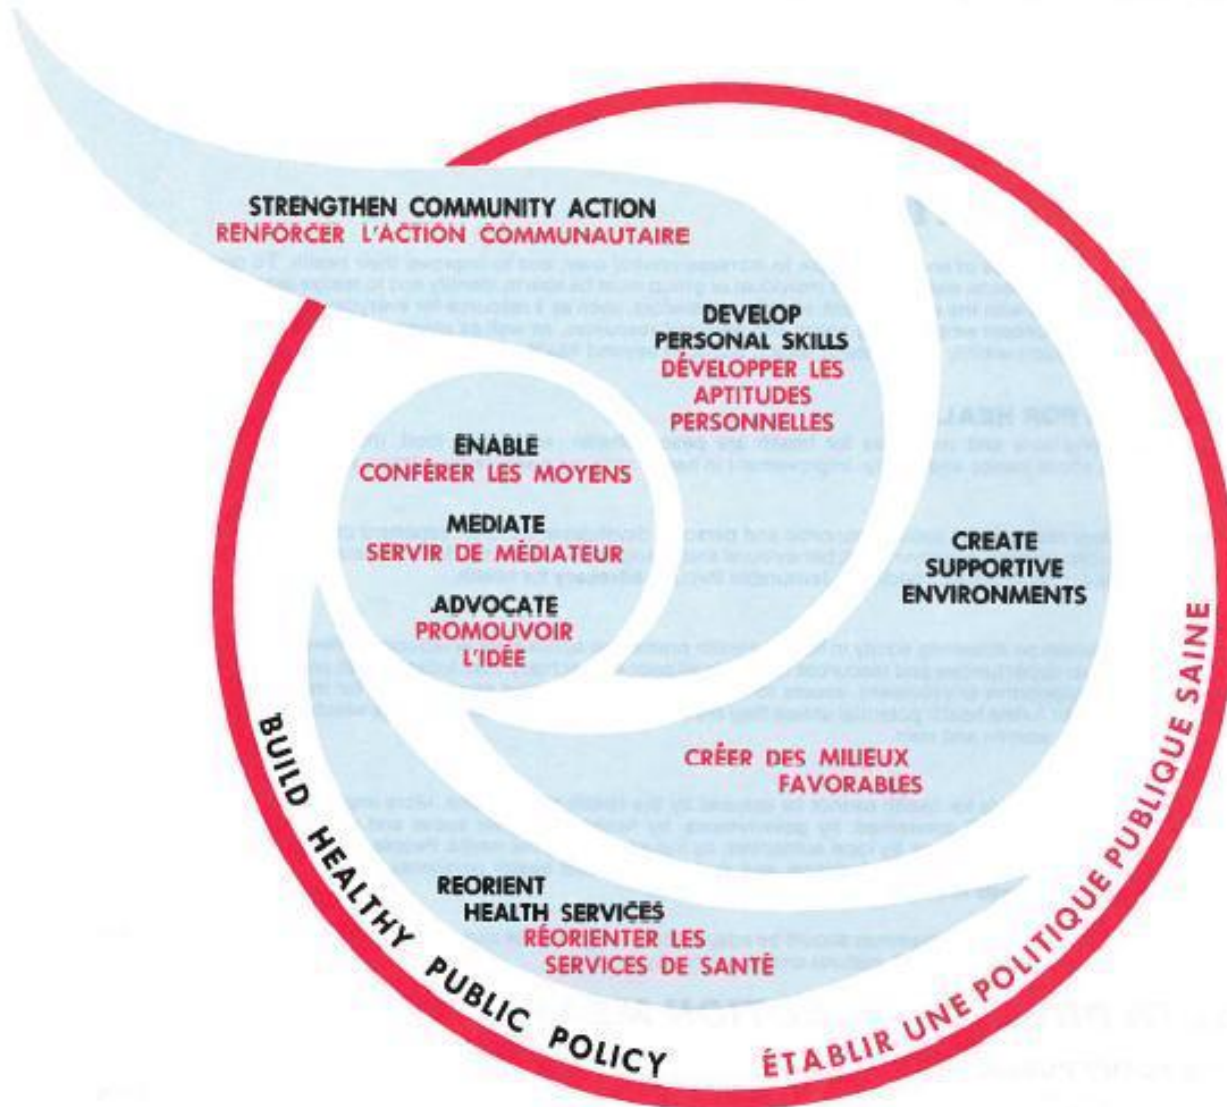 STRENGTHEN COMMUNITY ACTION
RENFORCER L'ACTION COMMUNAUTAIRE
DEVELOP
PERSONAL SKILLS
DÉVELOPPER LES
APTITUDES
PERSONNELLES
ENABLE
CONFÉRER LES MOYENS
MEDIATE
SERVIR DE MÉDIATEUR
ADVOCATE
PROMOUVOIR
L'IDÉE
CREATE
SUPPORTIVE
ENVIRONMENTS
CRÉER DES MILIEUX
FAVORABLES
REORIENT
HEALTH SERVICES
RÉORIENTER LES
SERVICES DE SANTÉ
BUILD HEALTHY PUBLIC POLICY
ÉTABLIR UNE POLITIQUE PUBLIQUE SAINE